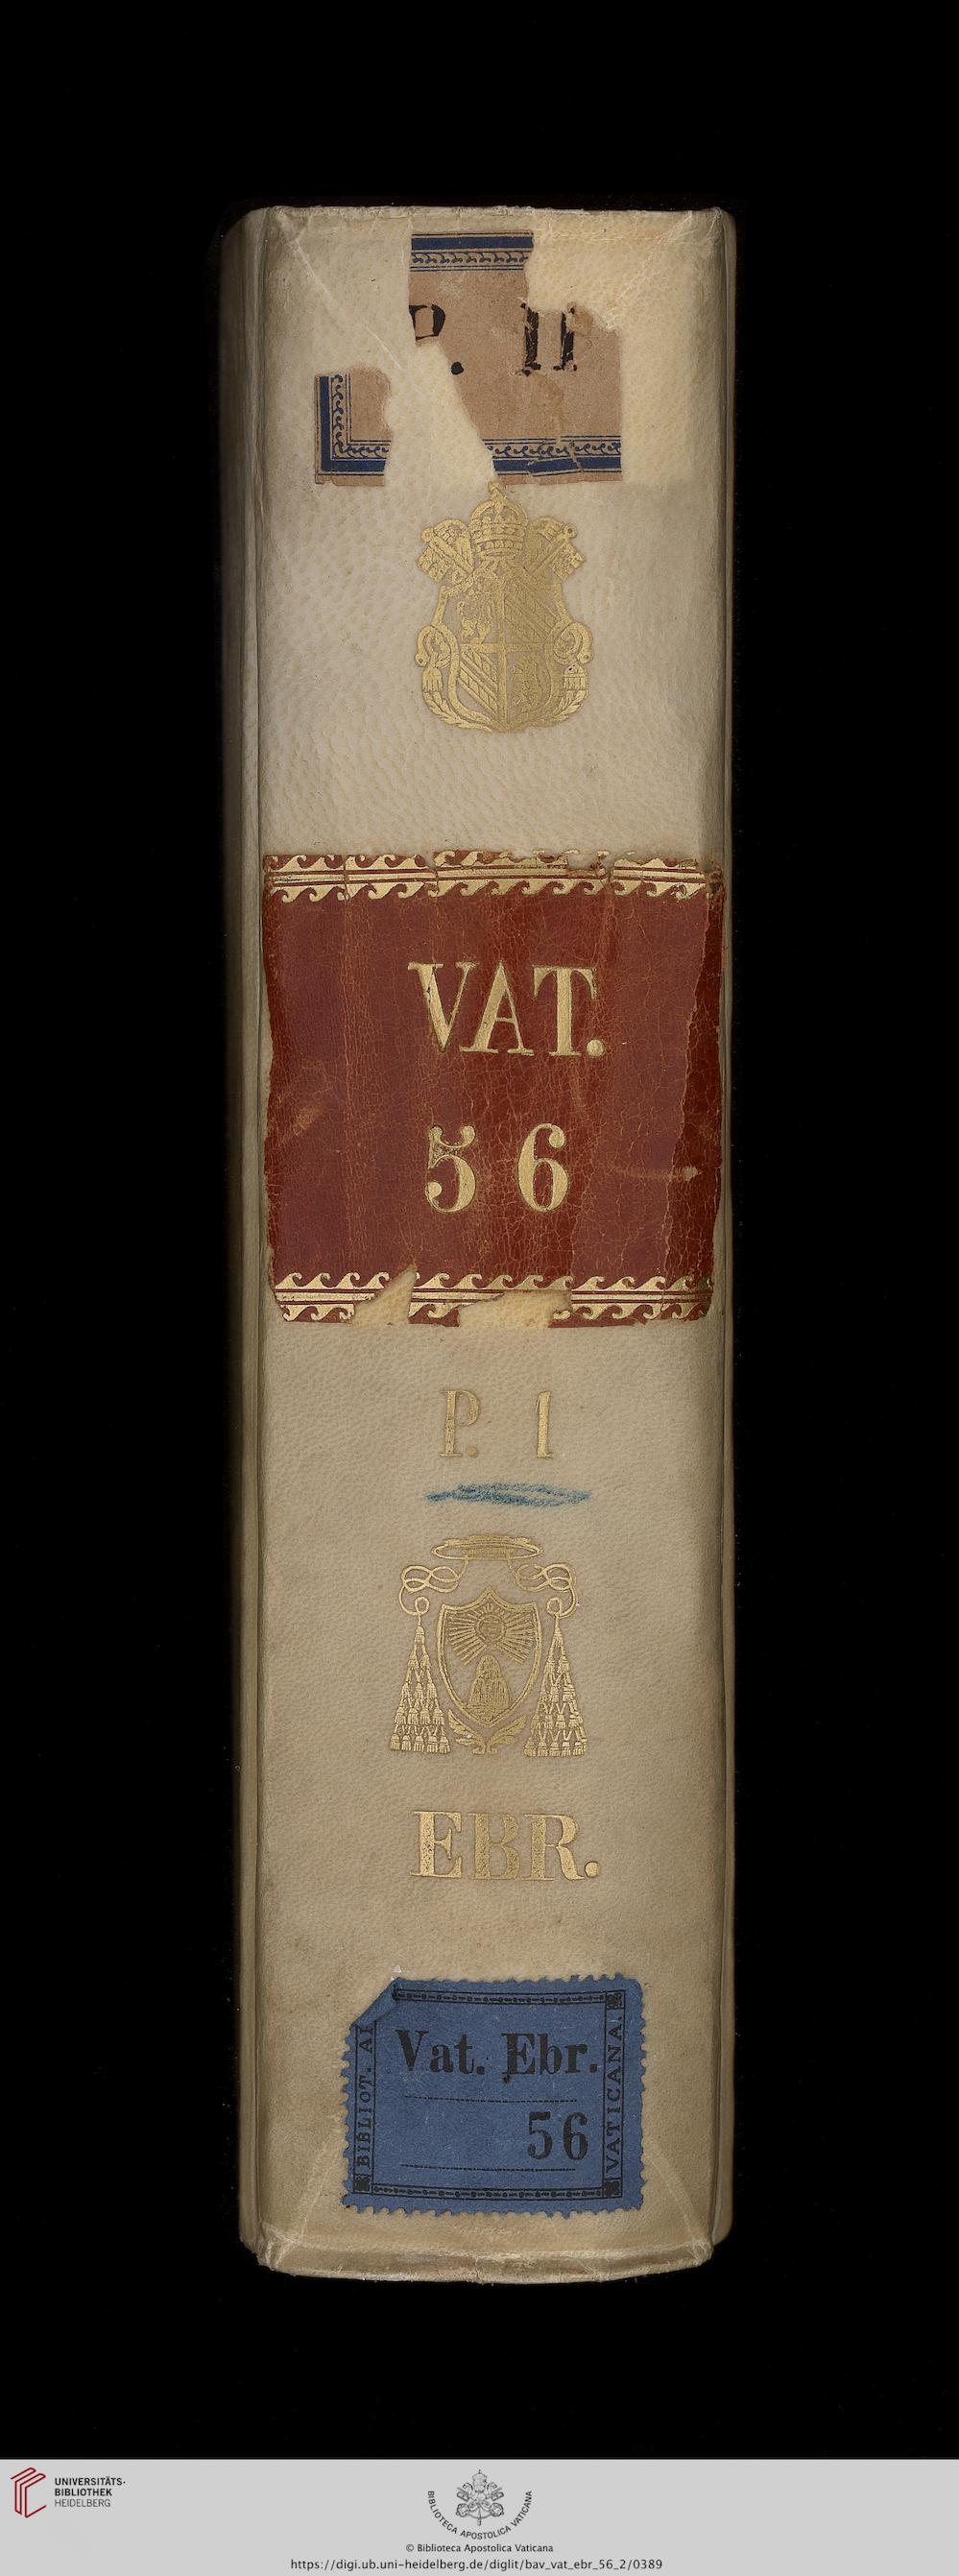 P. II
VAT.
56
P. 1
EBR.
BIBLIOT. AP
Vat. Ebr.
56
VATICANA.
UNIVERSITÄTS-
BIBLIOTHEK
HEIDELBERG
BIBLIOTECA APOSTOLICA VATICANA
© Biblioteca Apostolica Vaticana
https://digi.ub.uni-heidelberg.de/diglit/bav_vat_ebr_56_2/0389